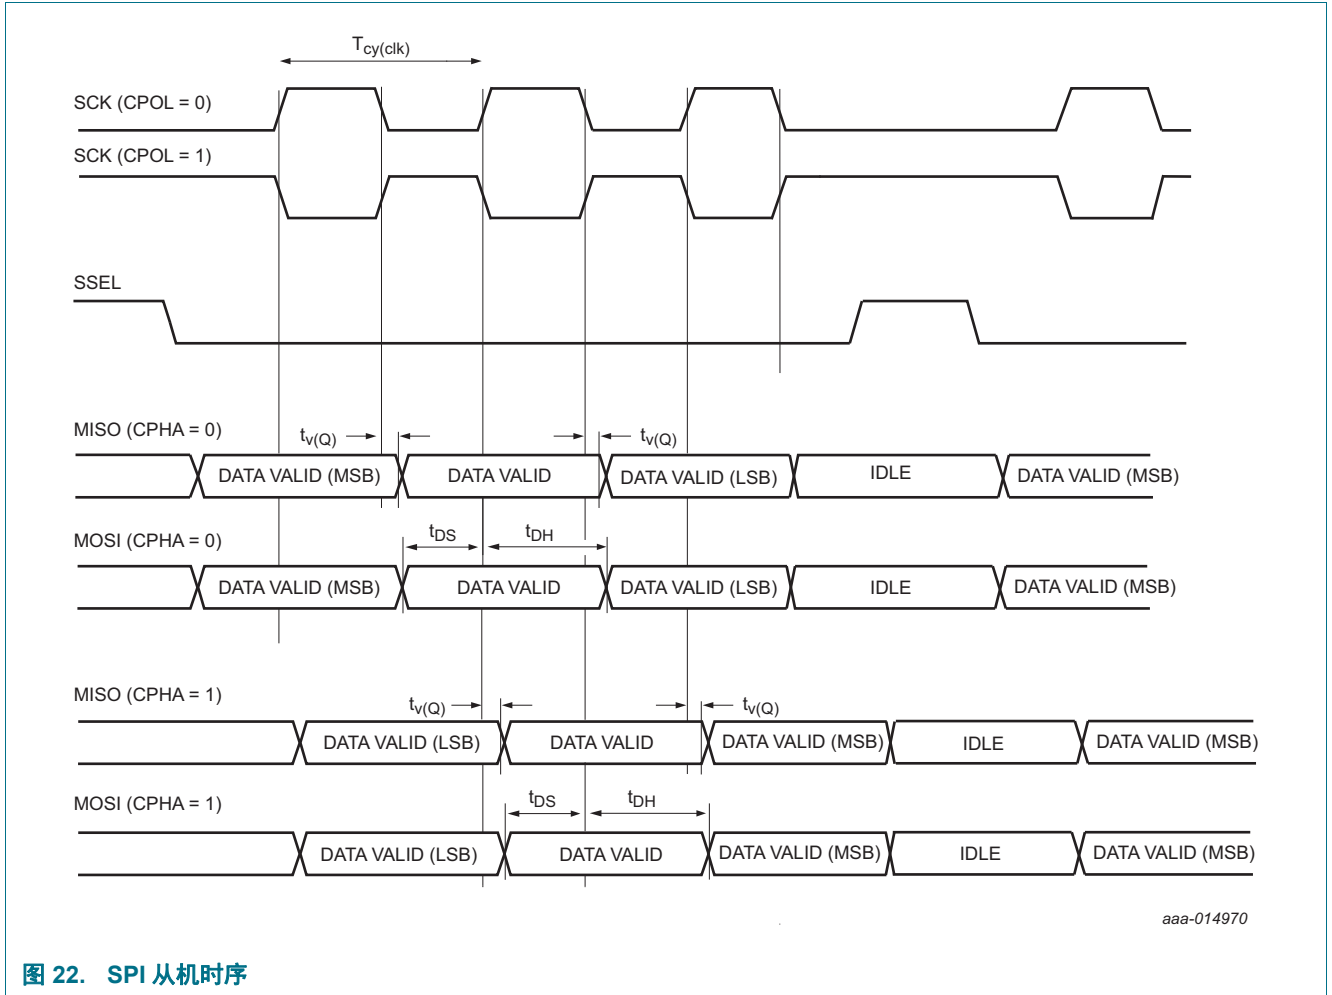 Tcy(clk)
SCK (CPOL = 0)
SCK (CPOL = 1)
SSEL
MISO (CPHA = 0)
tv(Q)
tv(Q)
DATA VALID (MSB)
DATA VALID
DATA VALID (LSB)
IDLE
DATA VALID (MSB)
MOSI (CPHA = 0)
tDS
tDH
DATA VALID (MSB)
DATA VALID
DATA VALID (LSB)
IDLE
DATA VALID (MSB)
MISO (CPHA = 1)
tv(Q)
tv(Q)
DATA VALID (LSB)
DATA VALID
DATA VALID (MSB)
IDLE
DATA VALID (MSB)
MOSI (CPHA = 1)
tDS
tDH
DATA VALID (LSB)
DATA VALID
DATA VALID (MSB)
IDLE
DATA VALID (MSB)
aaa-014970
图 22. SPI 从机时序